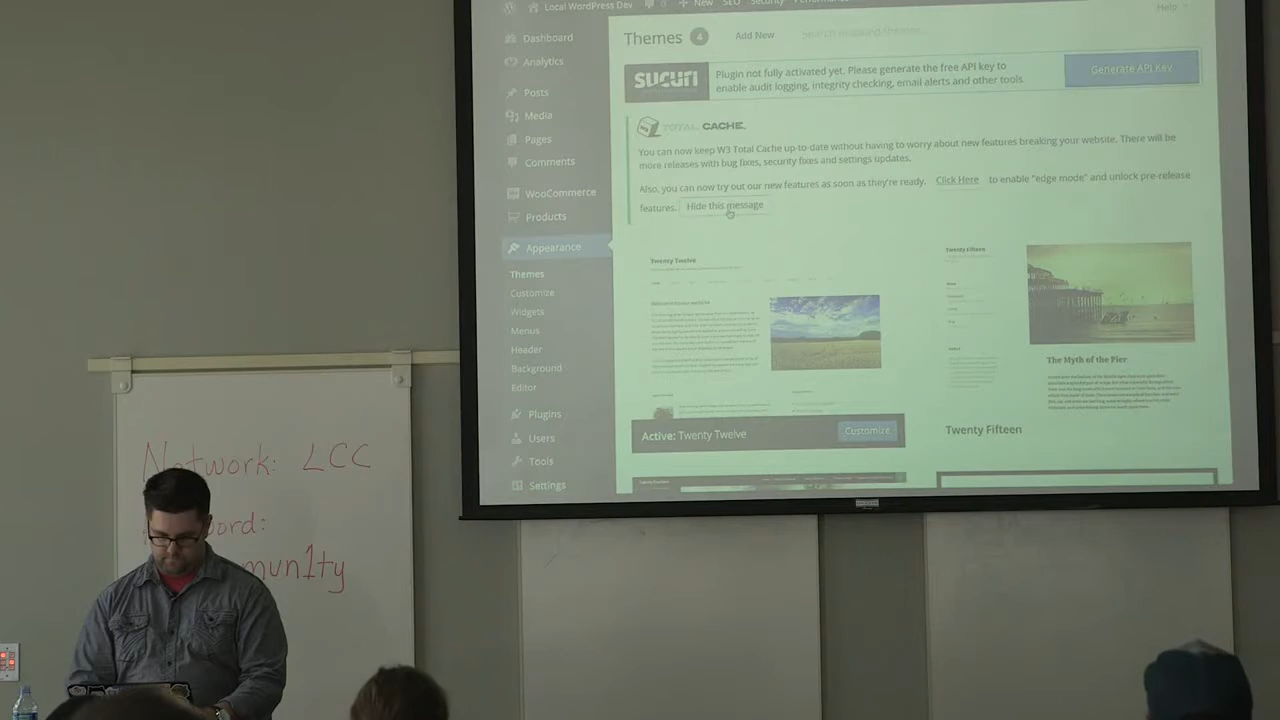 Local WordPress Dev
New
SEO
Security
Help
Dashboard
Analytics
Posts
Media
Pages
Comments
WooCommerce
Products
Appearance
Themes
Customize
Widgets
Menus
Header
Background
Editor
Plugins
Users
Tools
Settings
Themes 4 Add New
SUCURI
Plugin not fully activated yet. Please generate the free API key to
enable audit logging, integrity checking, email alerts and other tools.
Generate API Key
TOTAL CACHE
You can now keep W3 Total Cache up-to-date without having to worry about new features breaking your website. There will be
more releases with bug fixes, security fixes and settings updates.
Also, you can now try out our new features as soon as they're ready. Click Here to enable "edge mode" and unlock pre-release
features. Hide this message
Twenty Twelve
Twenty Fifteen
The Myth of the Pier
Active: Twenty Twelve
Customize
Twenty Fifteen
Network: LCC
ord:
mun1ty